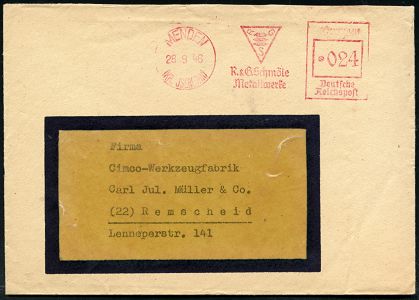 MENDEN
28.9.46
R.&G.Schmöle
Metallwerke
024
Deutsche
Reichspost
Firma
Cimco-Werkzeugfabrik
Carl Jul. Müller & Co.
(22) Remscheid
Lenneperstr. 141